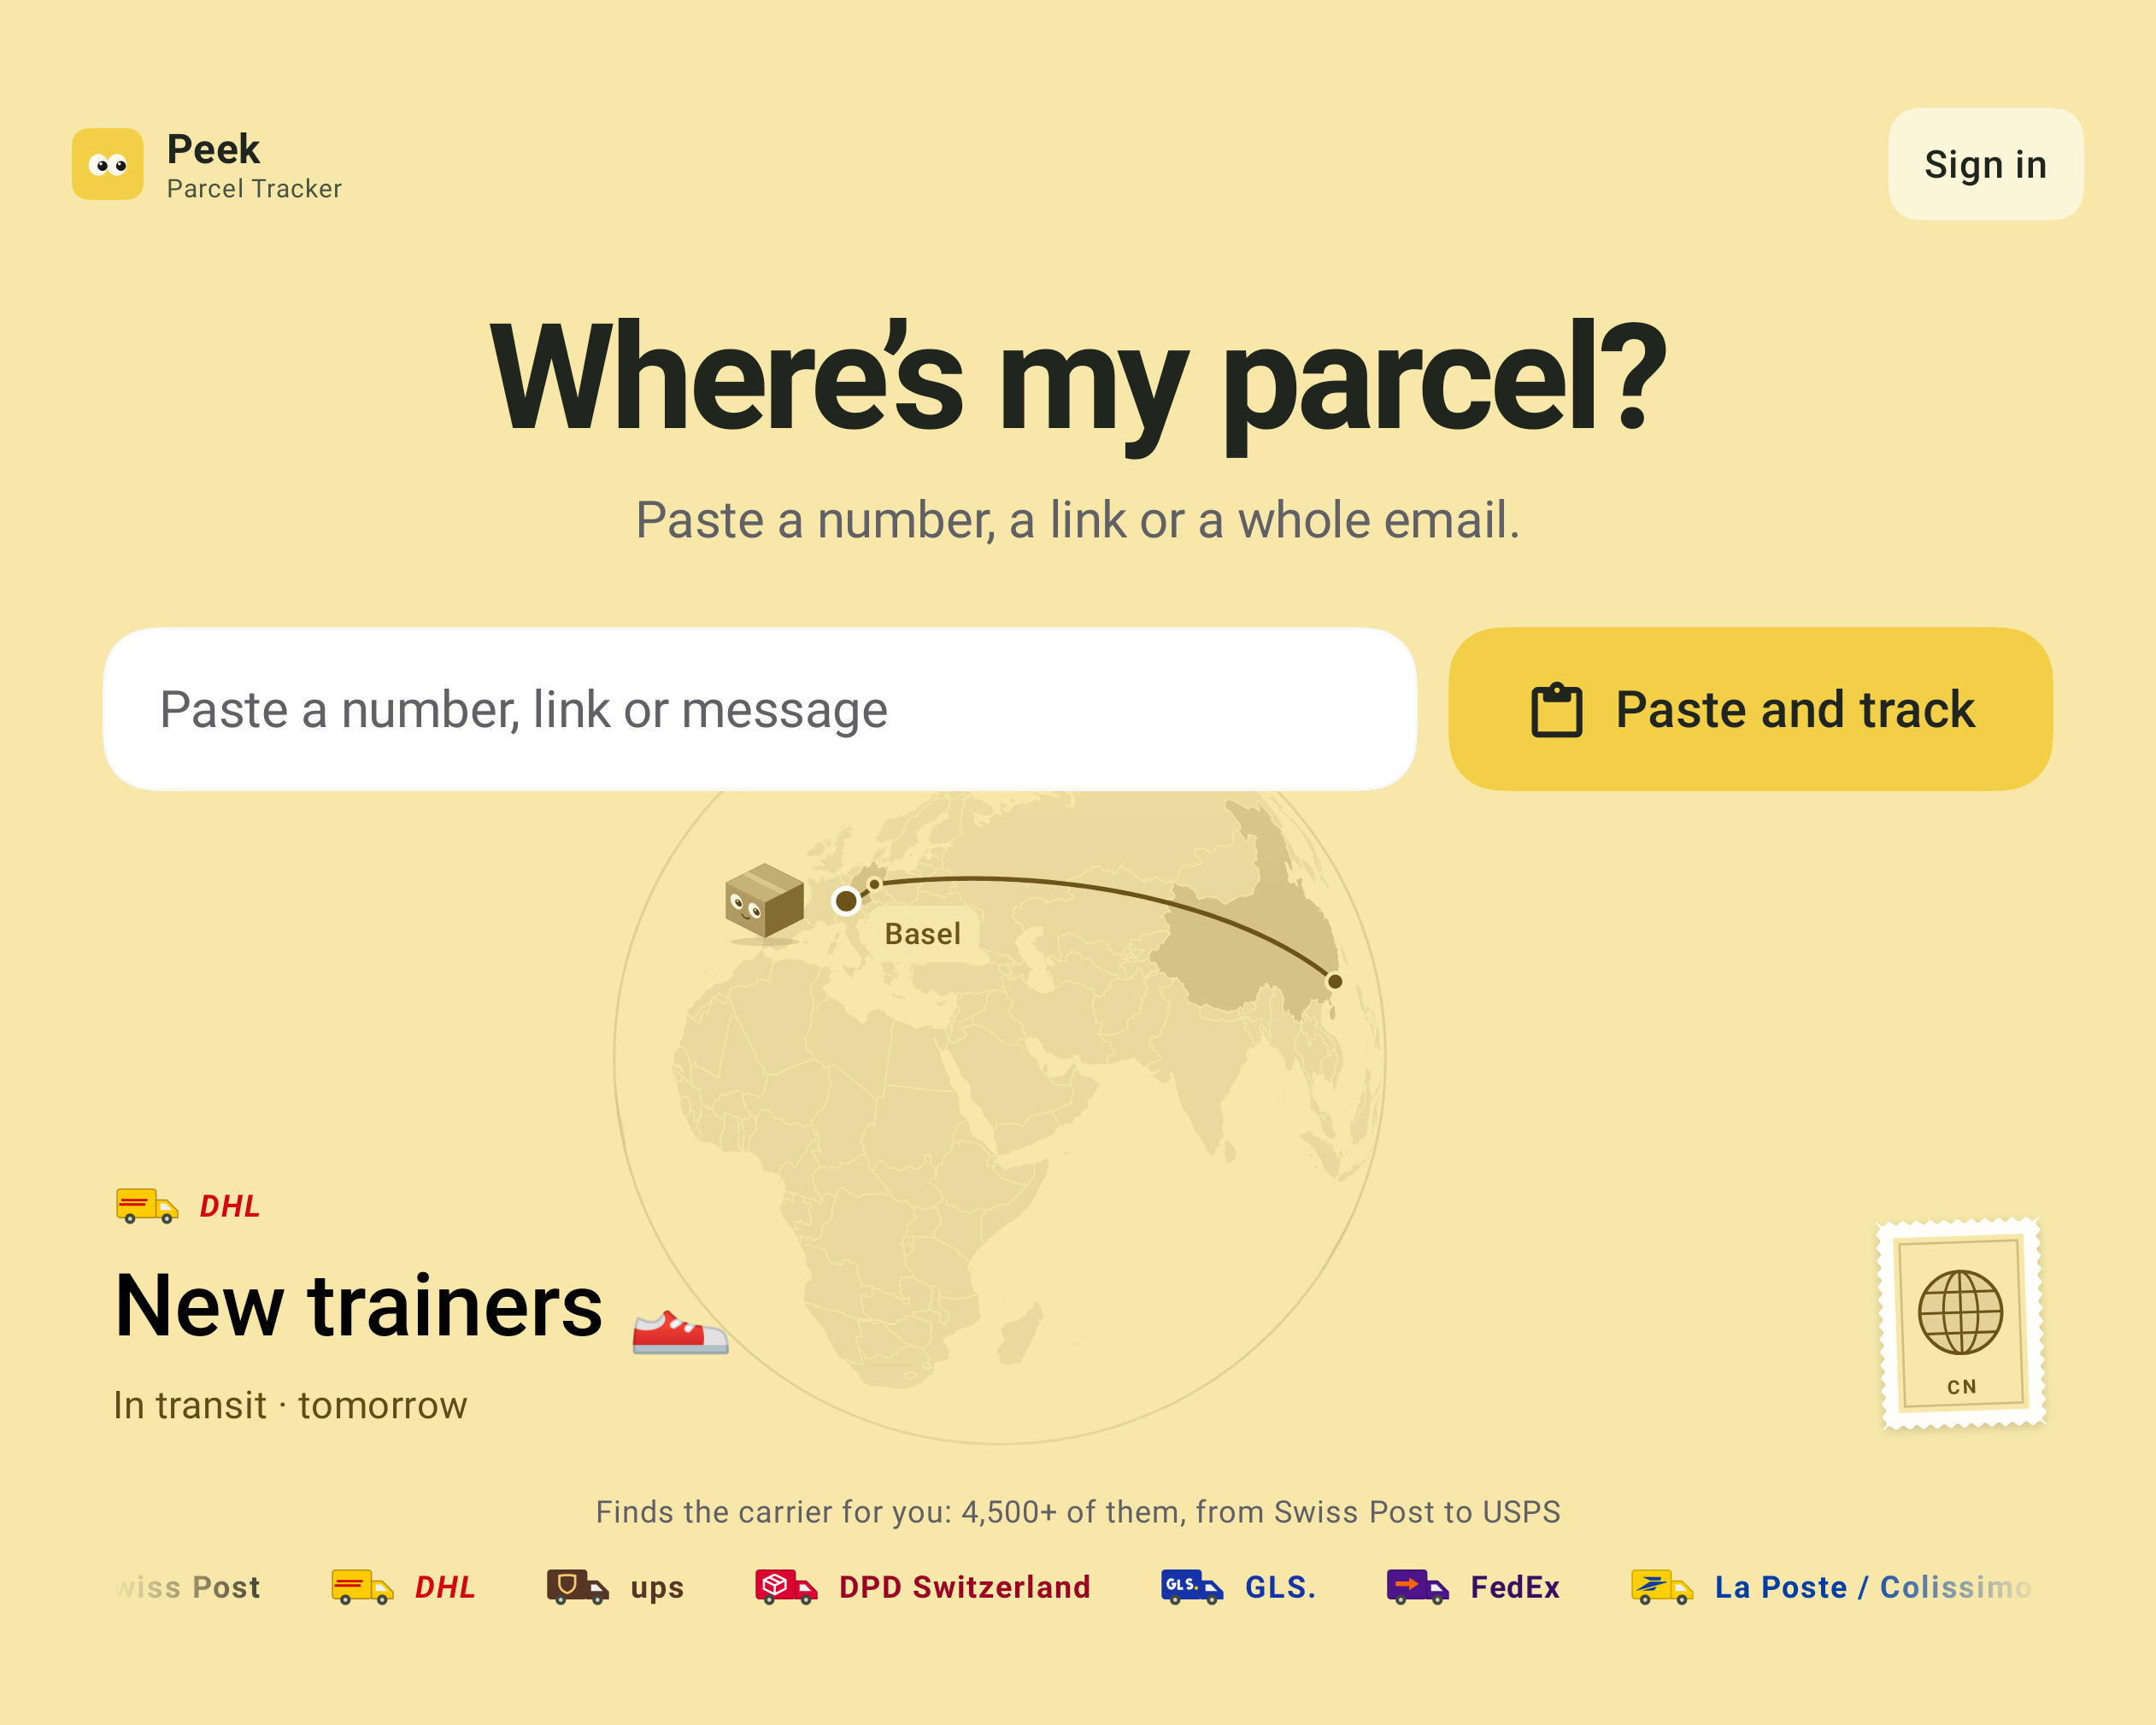 Peek
Parcel Tracker
Sign in
Where’s my parcel?
Paste a number, a link or a whole email.
Paste a number, link or message
Paste and track
Basel
DHL
New trainers
In transit · tomorrow
CN
Finds the carrier for you: 4,500+ of them, from Swiss Post to USPS
wiss Post
DHL
ups
DPD Switzerland
GLS.
GLS.
FedEx
La Poste / Colissimo